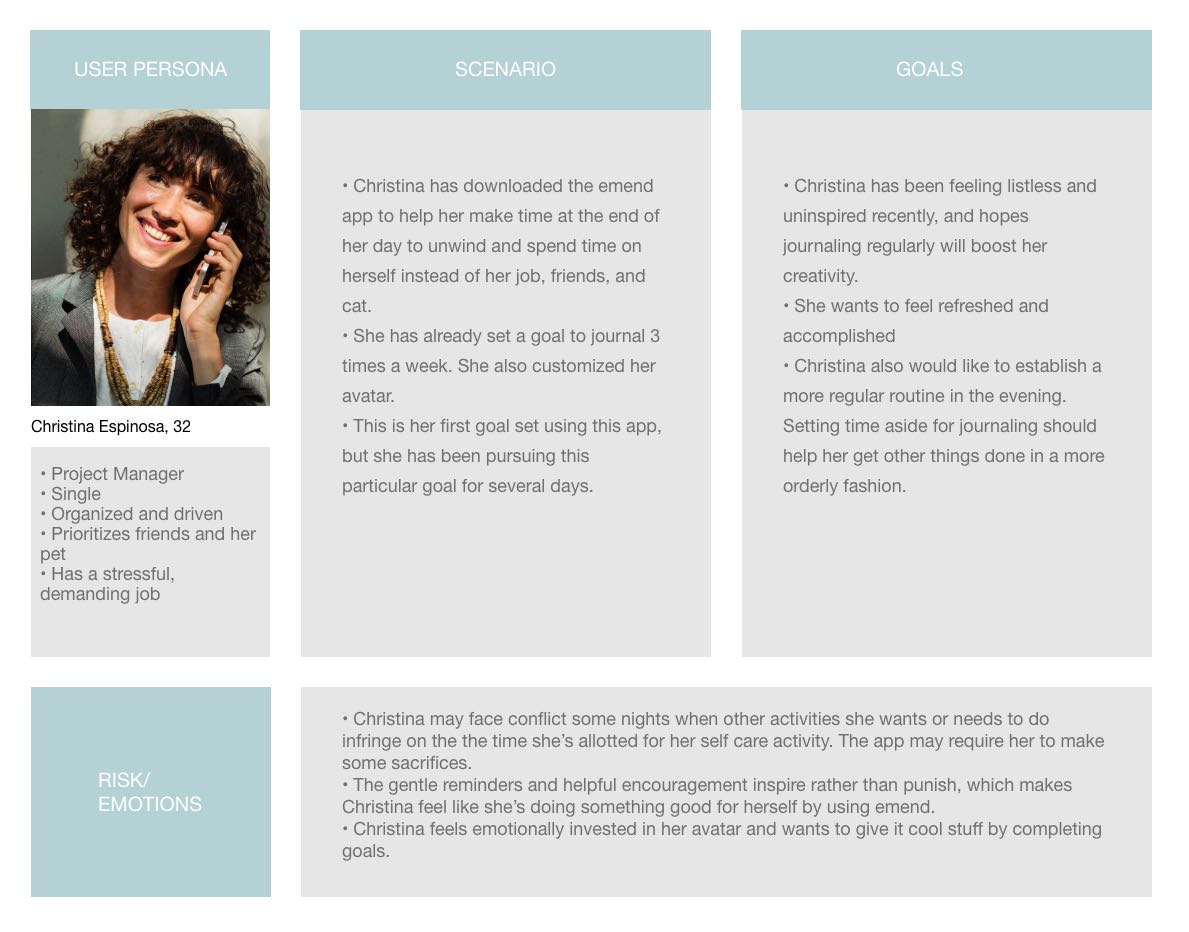 USER PERSONA
Christina Espinosa, 32
• Project Manager
• Single
• Organized and driven
• Prioritizes friends and her
pet
• Has a stressful,
demanding job
SCENARIO
• Christina has downloaded the emend
app to help her make time at the end of
her day to unwind and spend time on
herself instead of her job, friends, and
cat.
• She has already set a goal to journal 3
times a week. She also customized her
avatar.
• This is her first goal set using this app,
but she has been pursuing this
particular goal for several days.
GOALS
• Christina has been feeling listless and
uninspired recently, and hopes
journaling regularly will boost her
creativity.
• She wants to feel refreshed and
accomplished
• Christina also would like to establish a
more regular routine in the evening.
Setting time aside for journaling should
help her get other things done in a more
orderly fashion.
RISK/
EMOTIONS
• Christina may face conflict some nights when other activities she wants or needs to do
infringe on the the time she’s allotted for her self care activity. The app may require her to make
some sacrifices.
• The gentle reminders and helpful encouragement inspire rather than punish, which makes
Christina feel like she’s doing something good for herself by using emend.
• Christina feels emotionally invested in her avatar and wants to give it cool stuff by completing
goals.